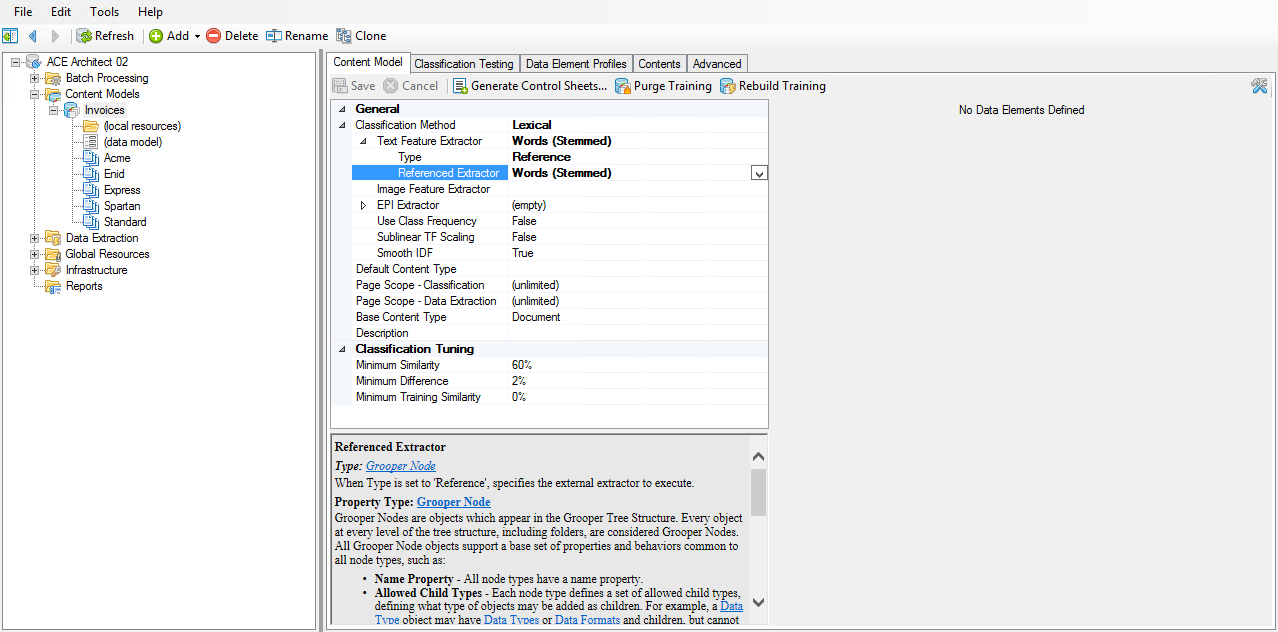 File Edit Tools Help
Refresh Add Delete Rename Clone
ACE Architect 02
Batch Processing
Content Models
Invoices
(local resources)
(data model)
Acme
Enid
Express
Spartan
Standard
Data Extraction
Global Resources
Infrastructure
Reports
Content Model Classification Testing Data Element Profiles Contents Advanced
Save Cancel Generate Control Sheets... Purge Training Rebuild Training
General
Classification Method Lexical
Text Feature Extractor Words (Stemmed)
Type Reference
Referenced Extractor Words (Stemmed)
Image Feature Extractor
EPI Extractor (empty)
Use Class Frequency False
Sublinear TF Scaling False
Smooth IDF True
Default Content Type
Page Scope - Classification (unlimited)
Page Scope - Data Extraction (unlimited)
Base Content Type Document
Description
Classification Tuning
Minimum Similarity 60%
Minimum Difference 2%
Minimum Training Similarity 0%
Referenced Extractor
Type: Grooper Node
When Type is set to 'Reference', specifies the external extractor to execute.
Property Type: Grooper Node
Grooper Nodes are objects which appear in the Grooper Tree Structure. Every object
at every level of the tree structure, including folders, are considered Grooper Nodes.
All Grooper Node objects support a base set of properties and behaviors common to
all node types, such as:
• Name Property - All node types have a name property.
• Allowed Child Types - Each node type defines a set of allowed child types,
defining what type of objects may be added as children. For example, a Data
Type object may have Data Types or Data Formats and children, but cannot
No Data Elements Defined